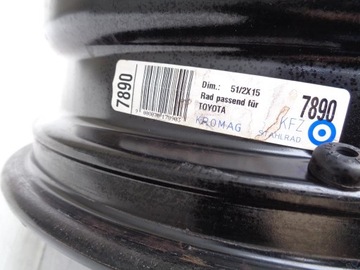 7890
Dim.: 51/2X15
Rad passend für
TOYOTA
KROMAG
7890
KFZ
STAHLRAD